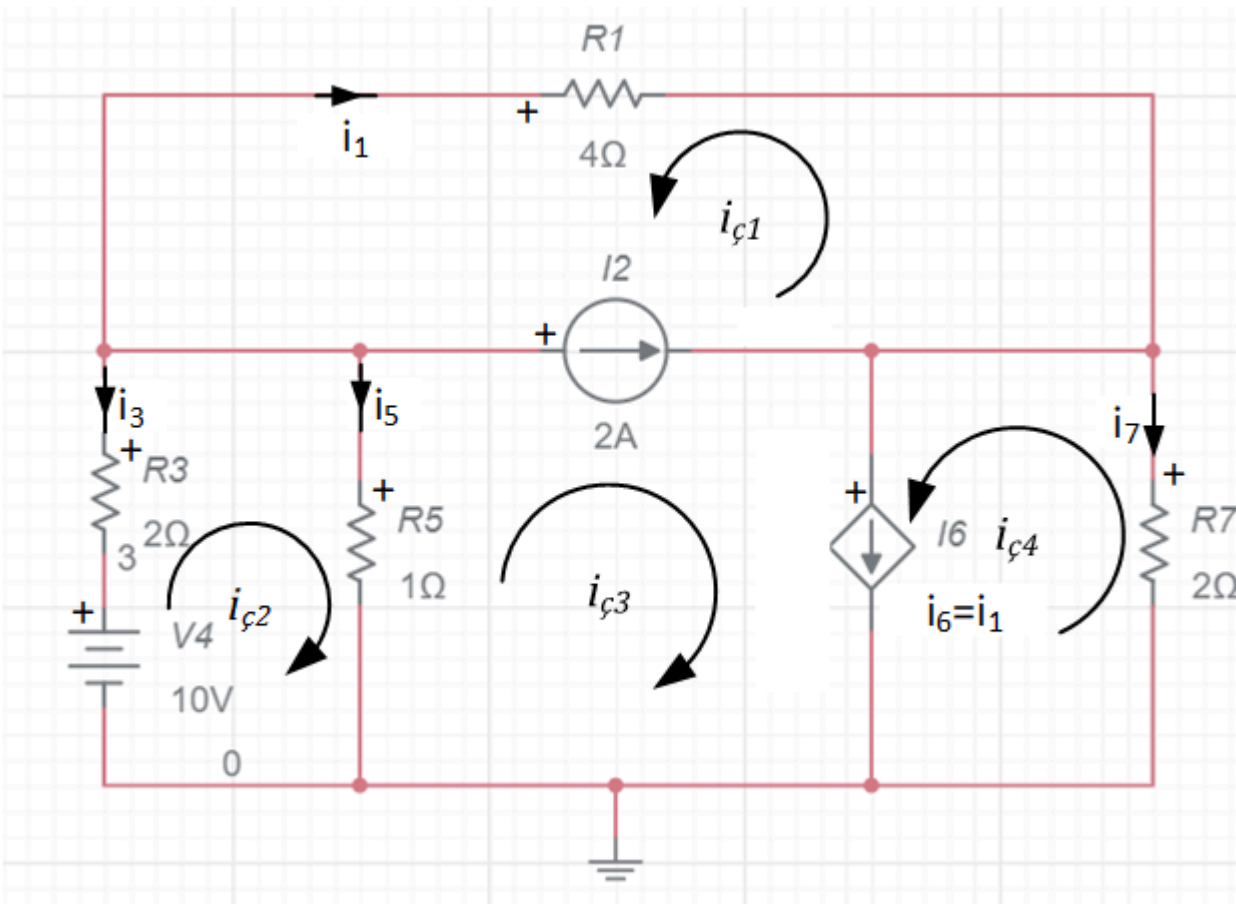 R1
+
i₁
4Ω
iç1
I2
+
2A
i₃
+
R3
2Ω
3
i₅
+
R5
1Ω
i₇
+
R7
2Ω
+
I6
iç4
i₆=i₁
iç2
iç3
+
V4
10V
0